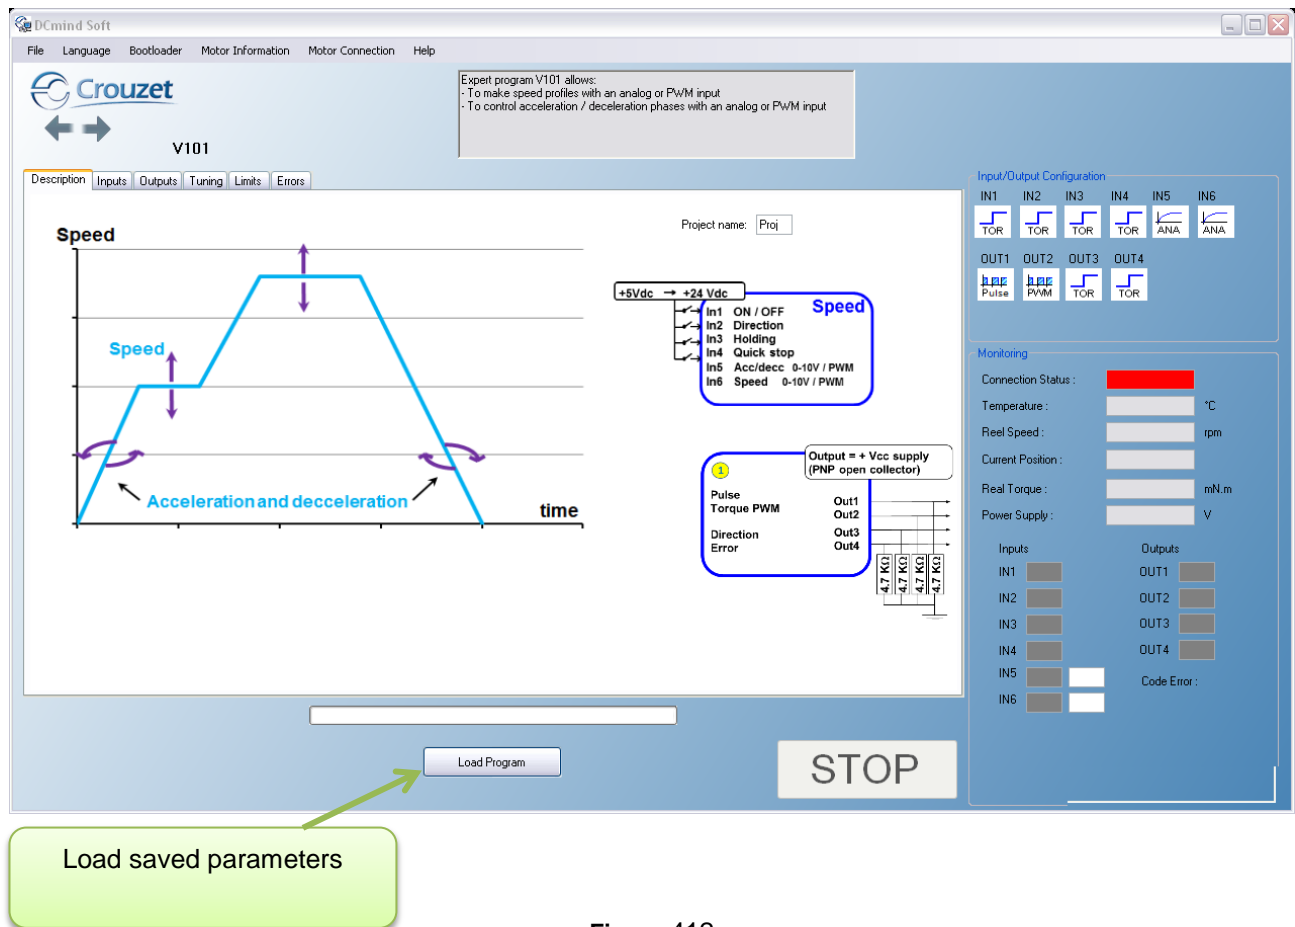 DCmind Soft
File Language Bootloader Motor Information Motor Connection Help
Crouzet
V101
Expert program V101 allows:
- To make speed profiles with an analog or PWM input
- To control acceleration / deceleration phases with an analog or PWM input
Description Inputs Outputs Tuning Limits Errors
Speed
Speed
Acceleration and decceleration
time
Project name: Proj
+5Vdc → +24 Vdc
Speed
In1 ON / OFF
In2 Direction
In3 Holding
In4 Quick stop
In5 Acc/decc 0-10V / PWM
In6 Speed 0-10V / PWM
Output = + Vcc supply
(PNP open collector)
1
Pulse Out1
Torque PWM Out2
Direction Out3
Error Out4
4.7 KΩ 4.7 KΩ 4.7 KΩ 4.7 KΩ
Input/Output Configuration
IN1 IN2 IN3 IN4 IN5 IN6
TOR TOR TOR TOR ANA ANA
OUT1 OUT2 OUT3 OUT4
Pulse PWM TOR TOR
Monitoring
Connection Status :
Temperature : °C
Reel Speed : rpm
Current Position :
Real Torque : mN.m
Power Supply : V
Inputs Outputs
IN1 OUT1
IN2 OUT2
IN3 OUT3
IN4 OUT4
IN5 Code Error :
IN6
Load Program
STOP
Load saved parameters